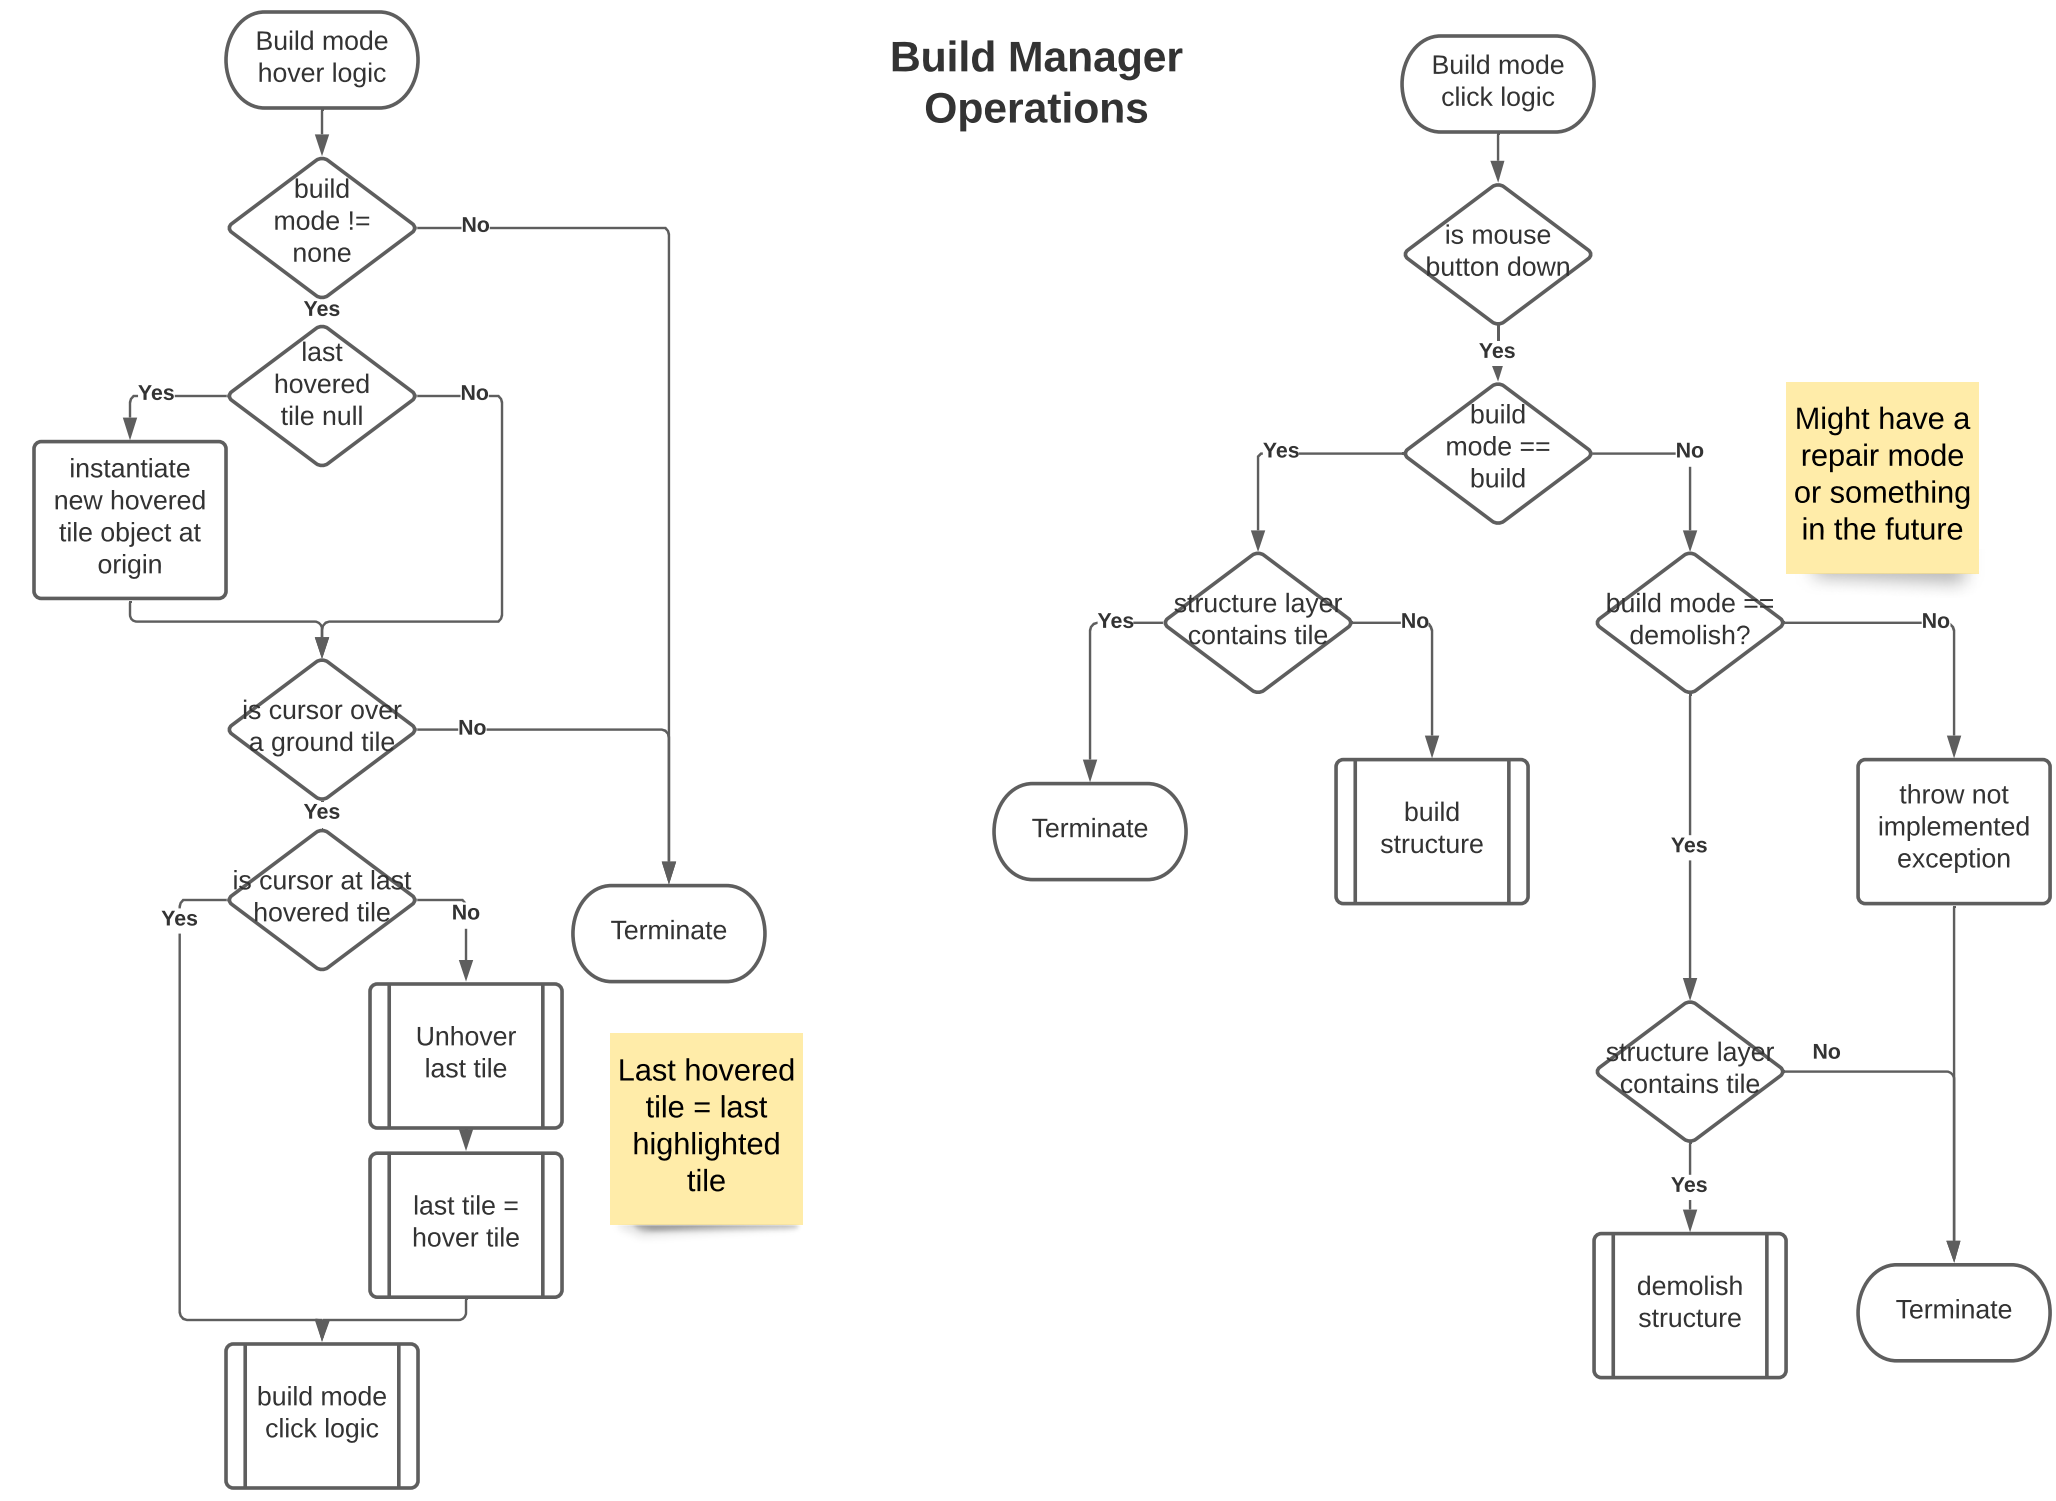 Build mode
hover logic
build
mode !=
none
No
Yes
last
hovered
tile null
Yes
No
instantiate
new hovered
tile object at
origin
is cursor over
a ground tile
No
Yes
is cursor at last
hovered tile
Yes
No
Terminate
Unhover
last tile
Last hovered
tile = last
highlighted
tile
last tile =
hover tile
build mode
click logic
Build Manager
Operations
Build mode
click logic
is mouse
button down
Yes
build
mode ==
build
Yes
No
Might have a
repair mode
or something
in the future
structure layer
contains tile
Yes
No
Terminate
build
structure
build mode ==
demolish?
No
Yes
throw not
implemented
exception
structure layer
contains tile
No
Yes
demolish
structure
Terminate